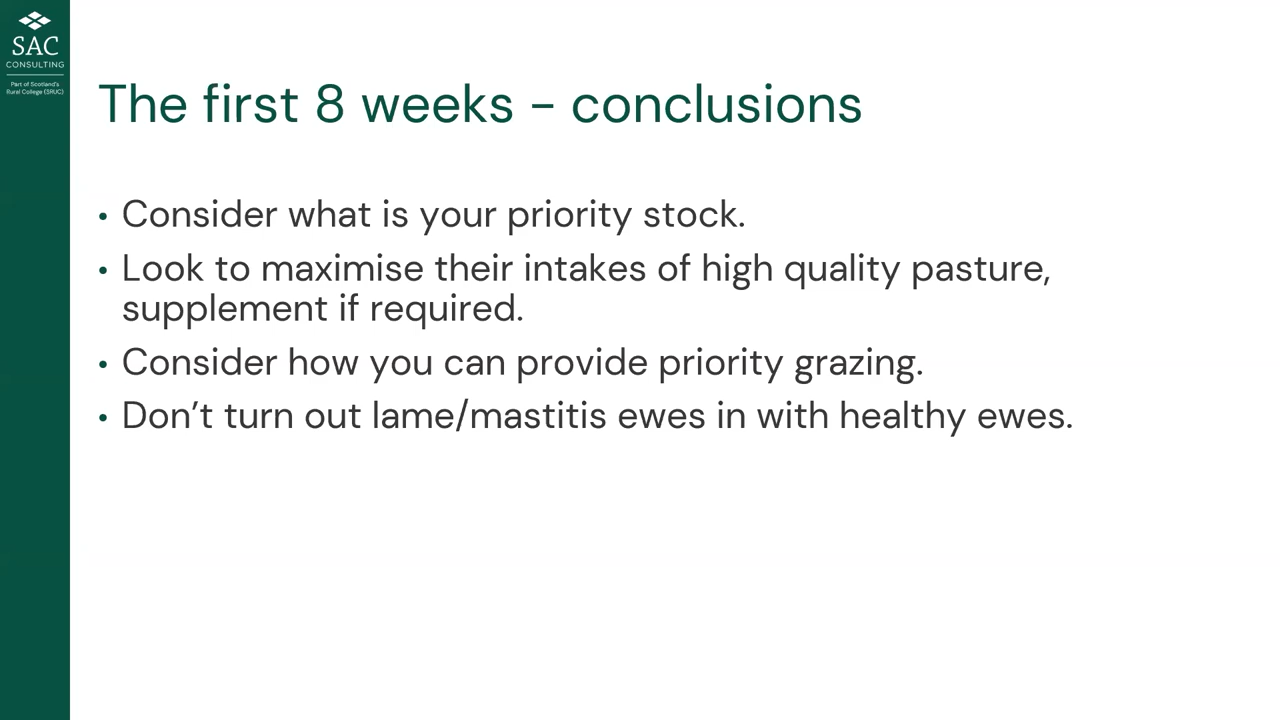 SAC
CONSULTING
Part of Scotland's
Rural College (SRUC)
The first 8 weeks – conclusions
• Consider what is your priority stock.
• Look to maximise their intakes of high quality pasture,
supplement if required.
• Consider how you can provide priority grazing.
• Don’t turn out lame/mastitis ewes in with healthy ewes.